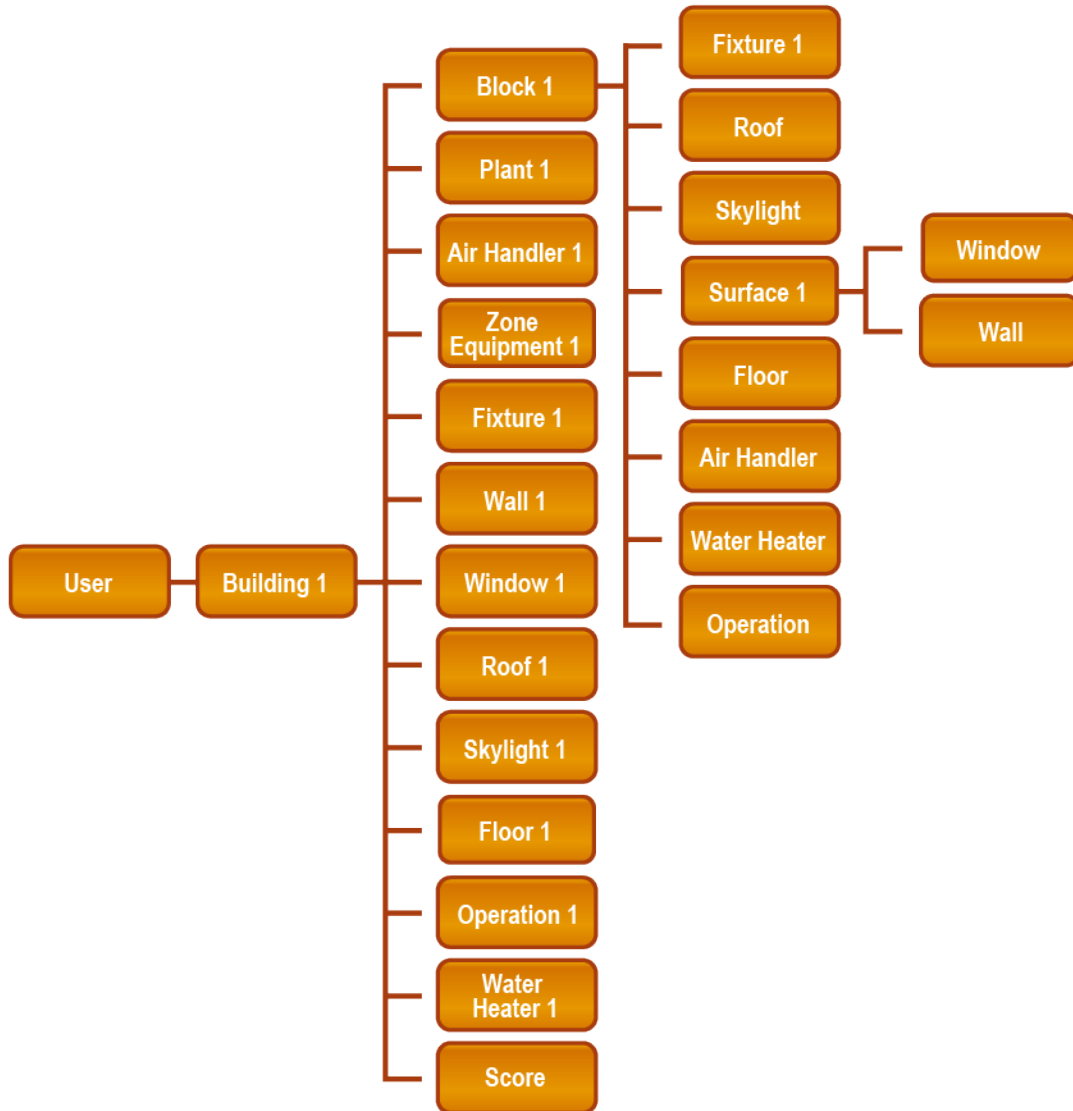 User
Building 1
Block 1
Plant 1
Air Handler 1
Zone
Equipment 1
Fixture 1
Wall 1
Window 1
Roof 1
Skylight 1
Floor 1
Operation 1
Water
Heater 1
Score
Fixture 1
Roof
Skylight
Surface 1
Floor
Air Handler
Water Heater
Operation
Window
Wall